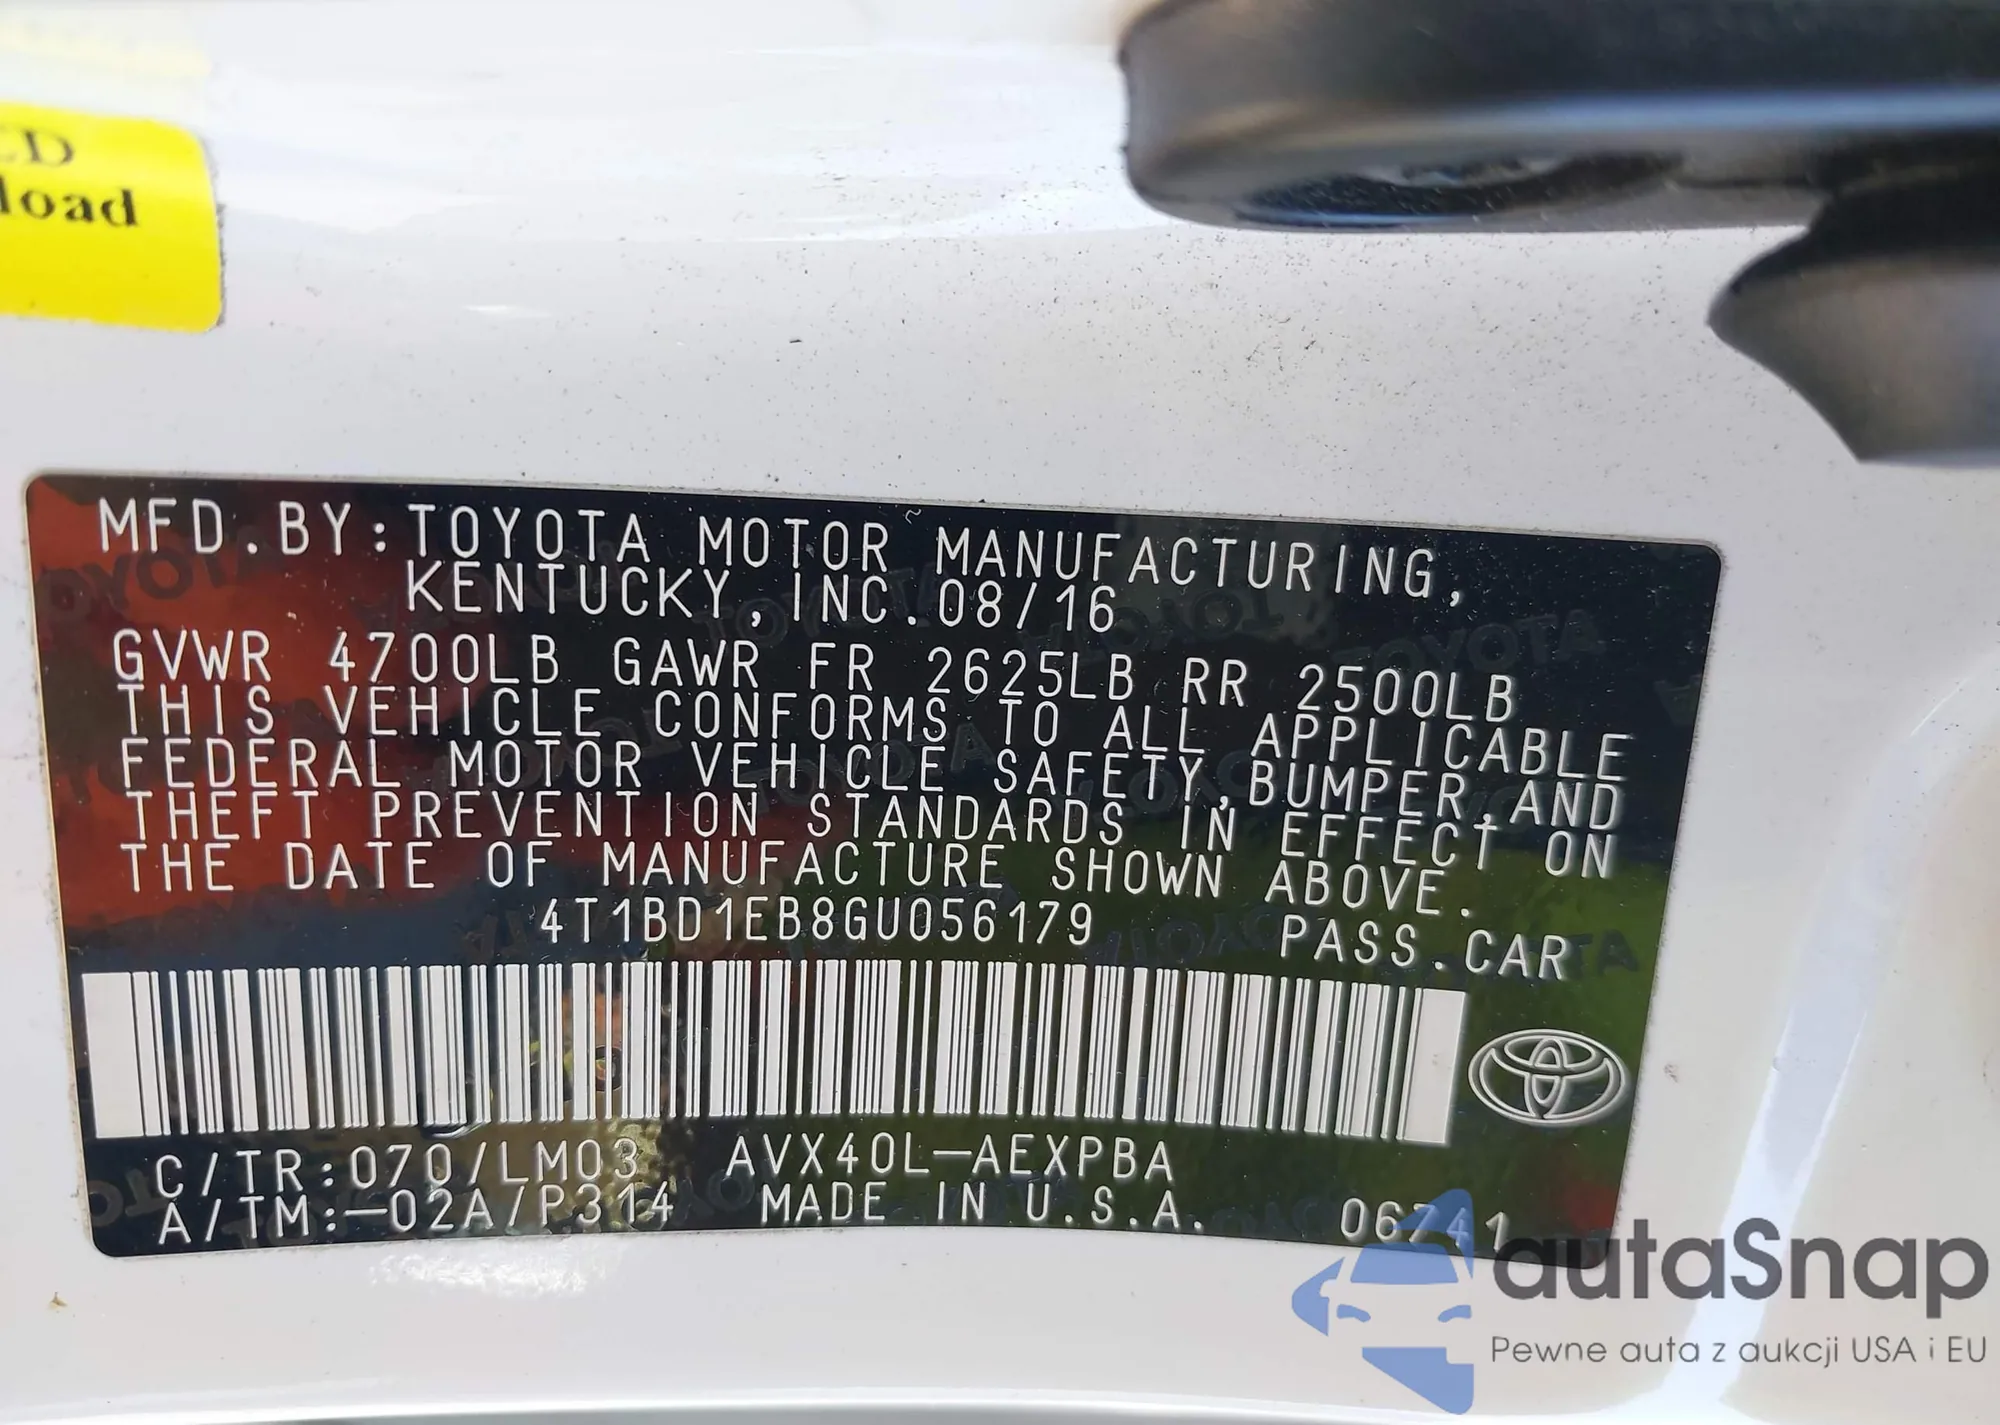 load
MFD.BY:TOYOTA MOTOR MANUFACTURING,
KENTUCKY,INC.08/16
GVWR 4700LB GAWR FR 2625LB RR 2500LB
THIS VEHICLE CONFORMS TO ALL APPLICABLE
FEDERAL MOTOR VEHICLE SAFETY,BUMPER,AND
THEFT PREVENTION STANDARDS IN EFFECT ON
THE DATE OF MANUFACTURE SHOWN ABOVE.
4T1BD1EB8GU056179 PASS.CAR
C/TR:070/LM03 AVX40L-AEXPBA
A/TM:-02A/P314 MADE IN U.S.A. 06741
autaSnap
Pewne auta z aukcji USA i EU